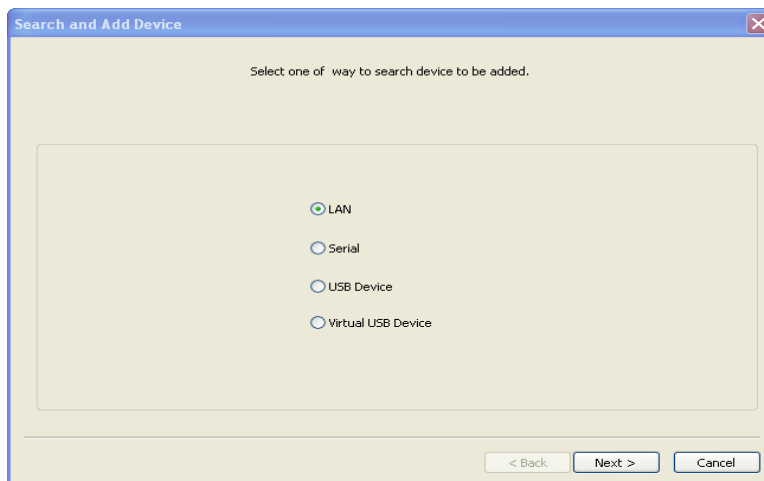 Search and Add Device
Select one of way to search device to be added.
LAN
Serial
USB Device
Virtual USB Device
< Back Next > Cancel